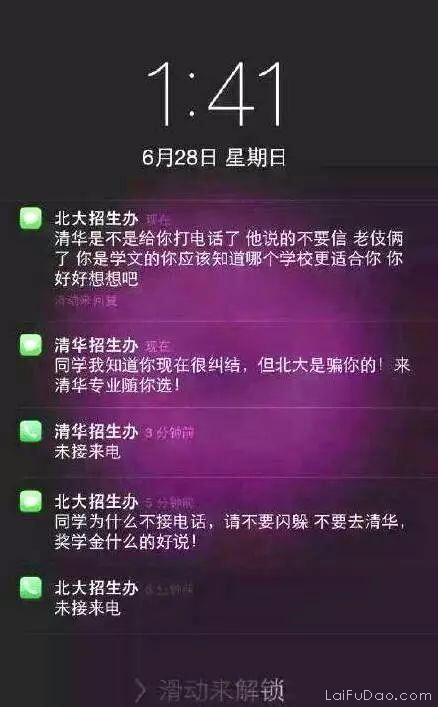 1:41
6月28日 星期日
北大招生办 现在
清华是不是给你打电话了 他说的不要信 老伎俩
了 你是学文的你应该知道哪个学校更适合你 你
好好想想吧
滑动来回复
清华招生办 现在
同学我知道你现在很纠结，但北大是骗你的！来
清华专业随你选！
清华招生办 3 分钟前
未接来电
北大招生办 5 分钟前
同学为什么不接电话，请不要闪躲 不要去清华，
奖学金什么的好说！
北大招生办 6 分钟前
未接来电
滑动来解锁
LaiFuDao.com